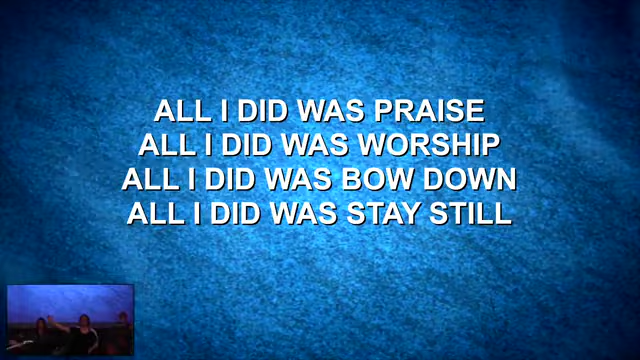 ALL I DID WAS PRAISE
ALL I DID WAS WORSHIP
ALL I DID WAS BOW DOWN
ALL I DID WAS STAY STILL